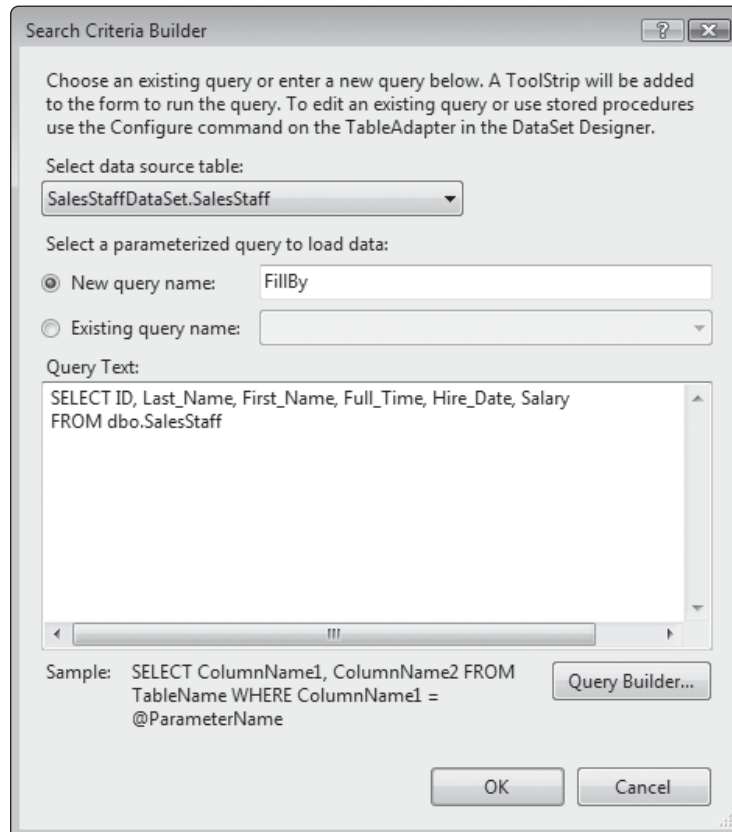 Search Criteria Builder
Choose an existing query or enter a new query below. A ToolStrip will be added
to the form to run the query. To edit an existing query or use stored procedures
use the Configure command on the TableAdapter in the DataSet Designer.
Select data source table:
SalesStaffDataSet.SalesStaff
Select a parameterized query to load data:
New query name: FillBy
Existing query name:
Query Text:
SELECT ID, Last_Name, First_Name, Full_Time, Hire_Date, Salary
FROM dbo.SalesStaff
Sample: SELECT ColumnName1, ColumnName2 FROM
TableName WHERE ColumnName1 =
@ParameterName
Query Builder...
OK Cancel